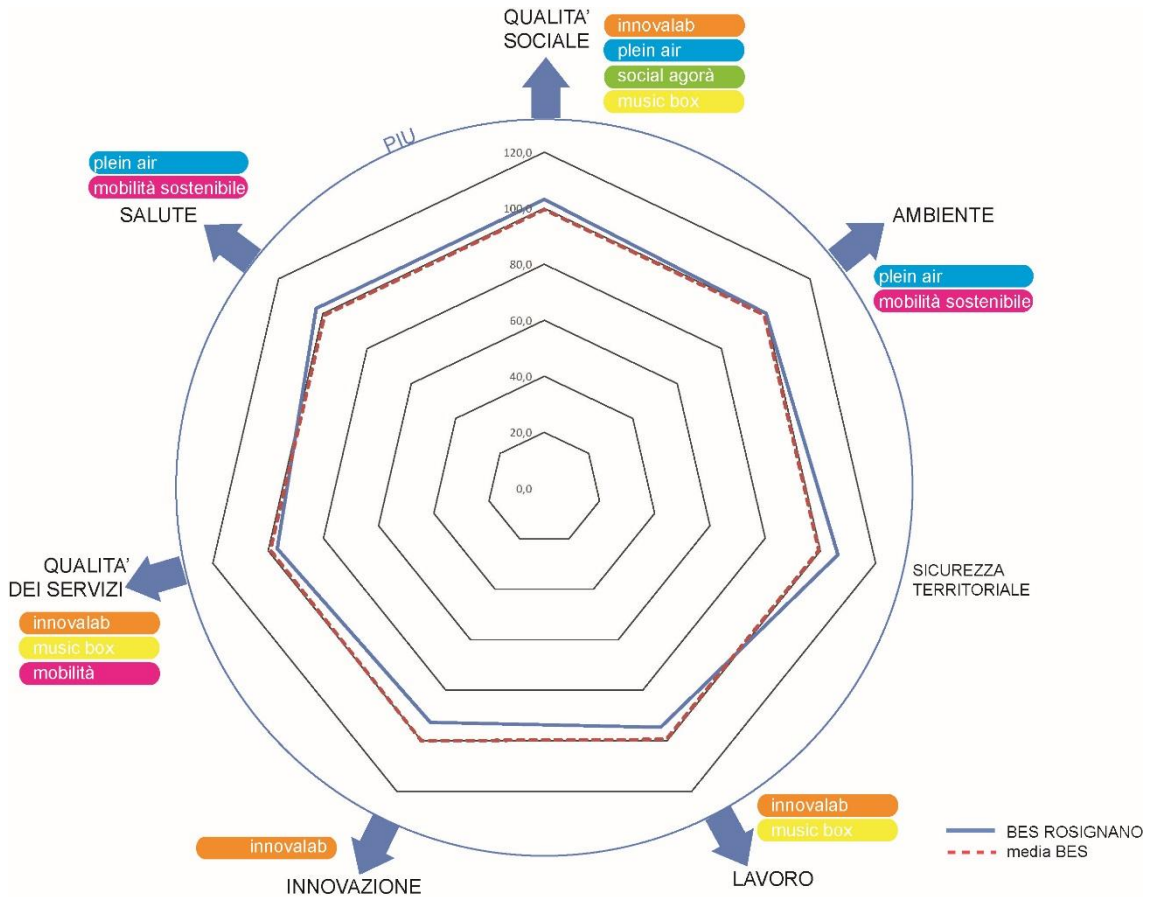 QUALITA'
SOCIALE
innovalab
plein air
social agorà
music box
PIU
plein air
mobilità sostenibile
SALUTE
AMBIENTE
plein air
mobilità sostenibile
120,0
100,0
80,0
60,0
40,0
20,0
0,0
QUALITA'
DEI SERVIZI
innovalab
music box
mobilità
SICUREZZA
TERRITORIALE
innovalab
music box
LAVORO
innovalab
INNOVAZIONE
BES ROSIGNANO
media BES